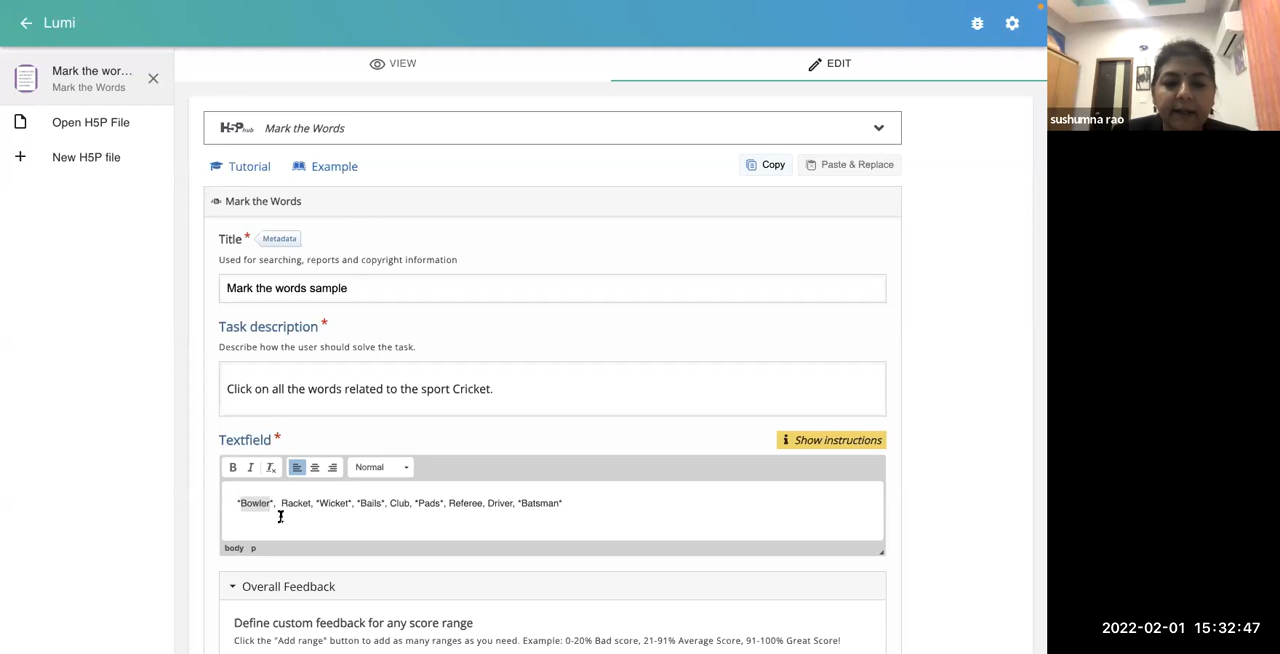 Lumi
Mark the wor...
Mark the Words
Open H5P File
New H5P file
VIEW
EDIT
H5P hub Mark the Words
Tutorial Example
Copy Paste & Replace
Mark the Words
Title* Metadata
Used for searching, reports and copyright information
Mark the words sample
Task description*
Describe how the user should solve the task.
Click on all the words related to the sport Cricket.
Textfield* Show instructions
B I Tx Normal
*Bowler*, Racket, *Wicket*, *Bails*, Club, *Pads*, Referee, Driver, *Batsman*
body p
Overall Feedback
Define custom feedback for any score range
Click the "Add range" button to add as many ranges as you need. Example: 0-20% Bad score, 21-91% Average Score, 91-100% Great Score!
sushumna rao
2022-02-01 15:32:47